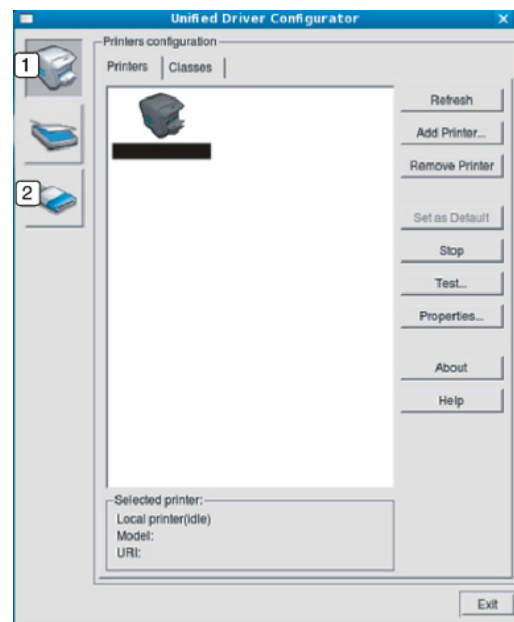 Unified Driver Configurator
Printers configuration
1
Printers Classes
Refresh
Add Printer...
Remove Printer
2
Set as Default
Stop
Test...
Properties...
About
Help
Selected printer:
Local printer(idle)
Model:
URI:
Exit